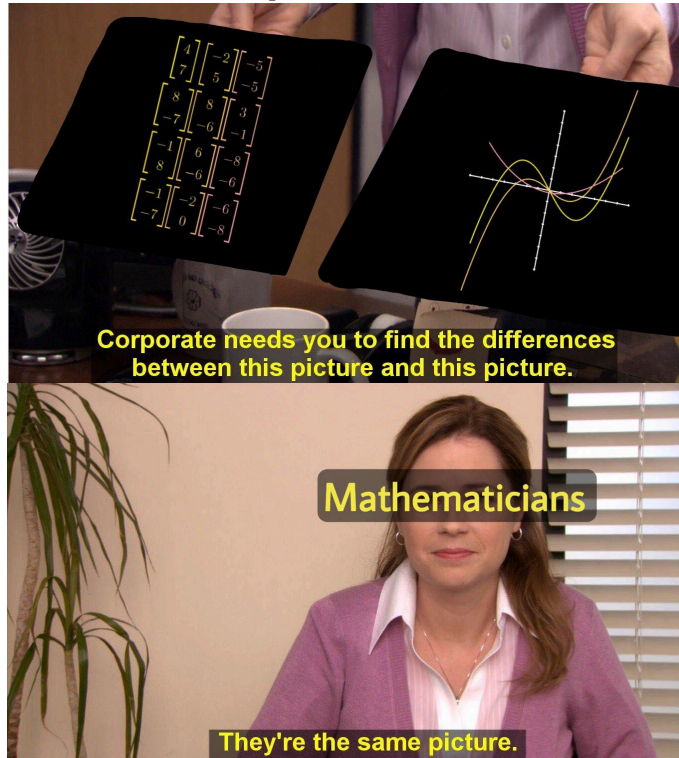 4 -2 -5
7 5 -5
8 8 3
-7 -6 -1
-1 6 -8
8 -6 -6
-1 -2 -6
-7 0 -8
Corporate needs you to find the differences
between this picture and this picture.
Mathematicians
They're the same picture.